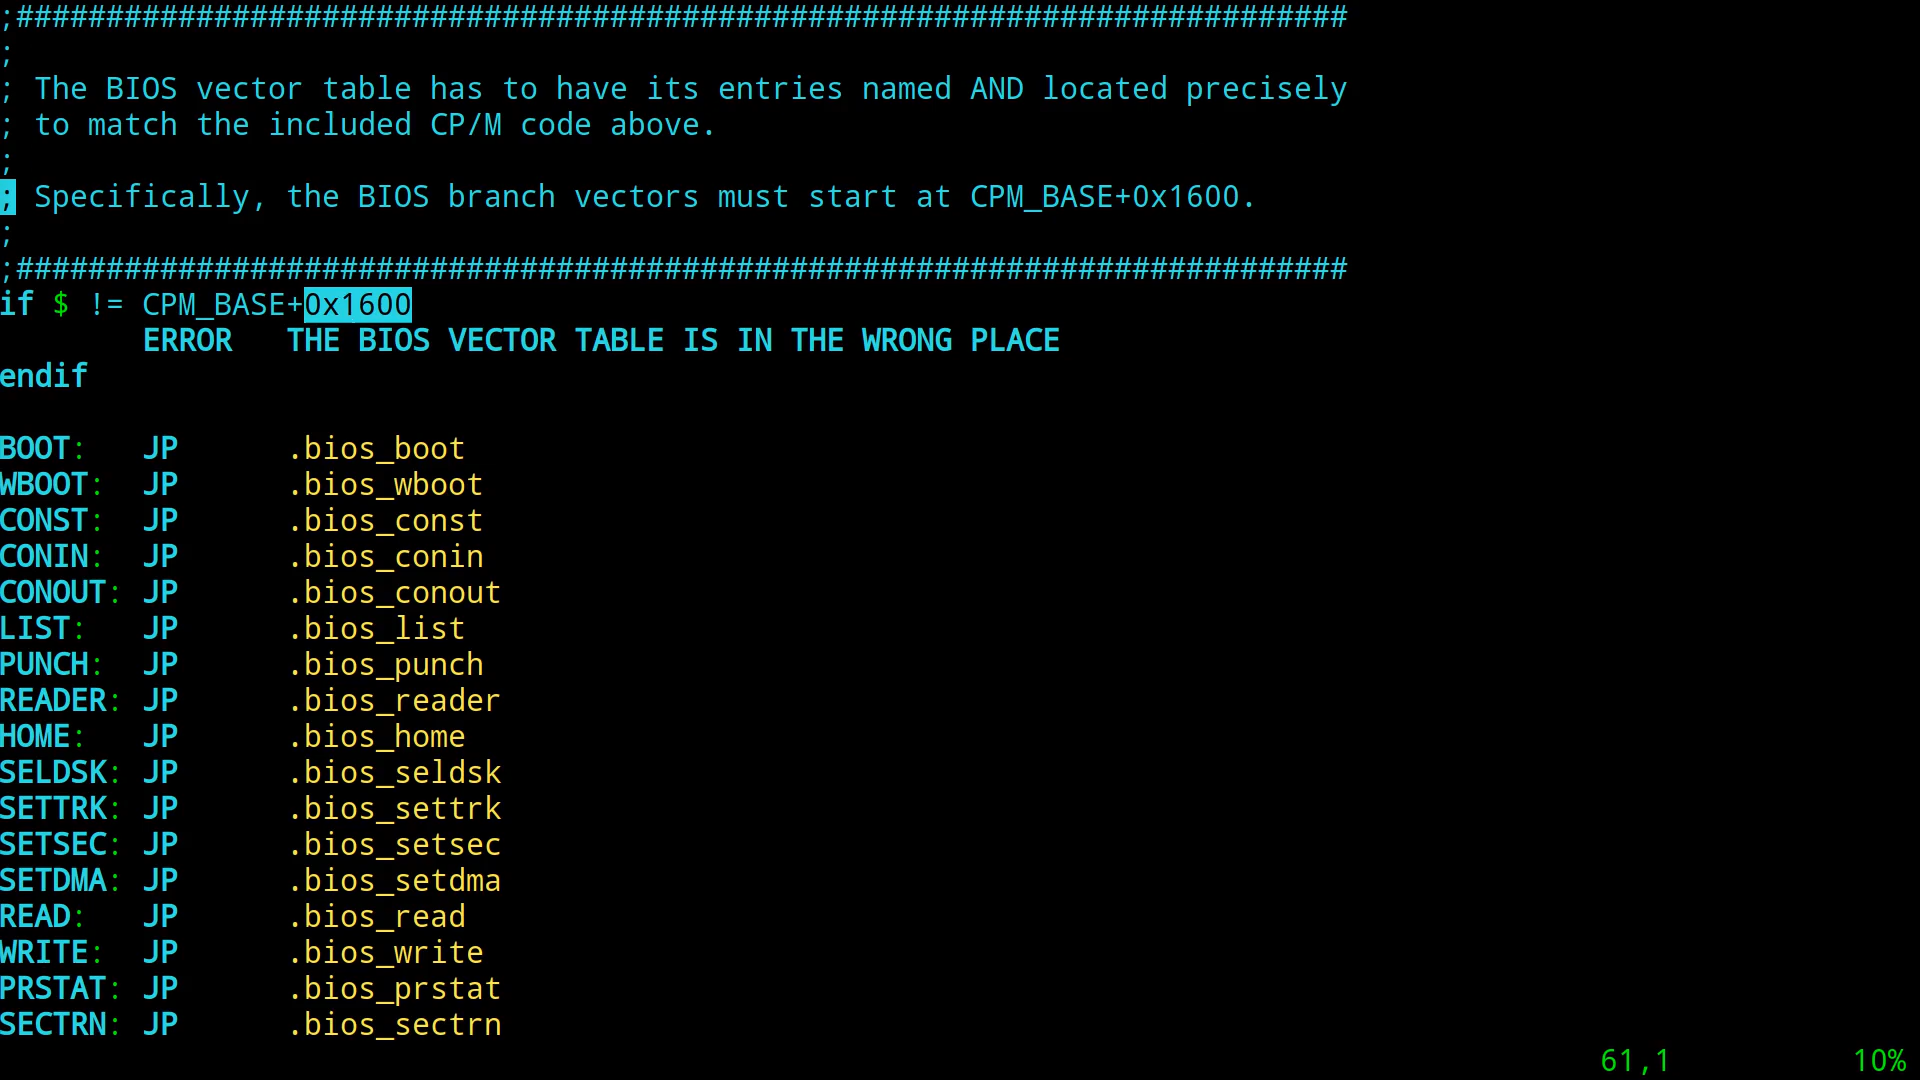 ;##########################################################################
;
; The BIOS vector table has to have its entries named AND located precisely
; to match the included CP/M code above.
;
; Specifically, the BIOS branch vectors must start at CPM_BASE+0x1600.
;
;##########################################################################
if $ != CPM_BASE+0x1600
        ERROR   THE BIOS VECTOR TABLE IS IN THE WRONG PLACE
endif

BOOT:   JP      .bios_boot
WBOOT:  JP      .bios_wboot
CONST:  JP      .bios_const
CONIN:  JP      .bios_conin
CONOUT: JP      .bios_conout
LIST:   JP      .bios_list
PUNCH:  JP      .bios_punch
READER: JP      .bios_reader
HOME:   JP      .bios_home
SELDSK: JP      .bios_seldsk
SETTRK: JP      .bios_settrk
SETSEC: JP      .bios_setsec
SETDMA: JP      .bios_setdma
READ:   JP      .bios_read
WRITE:  JP      .bios_write
PRSTAT: JP      .bios_prstat
SECTRN: JP      .bios_sectrn
61,1          10%